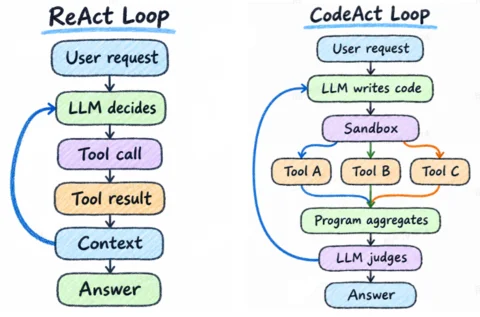 ReAct Loop
User request
LLM decides
Tool call
Tool result
Context
Answer
CodeAct Loop
User request
LLM writes code
Sandbox
Tool A
Tool B
Tool C
Program aggregates
LLM judges
Answer